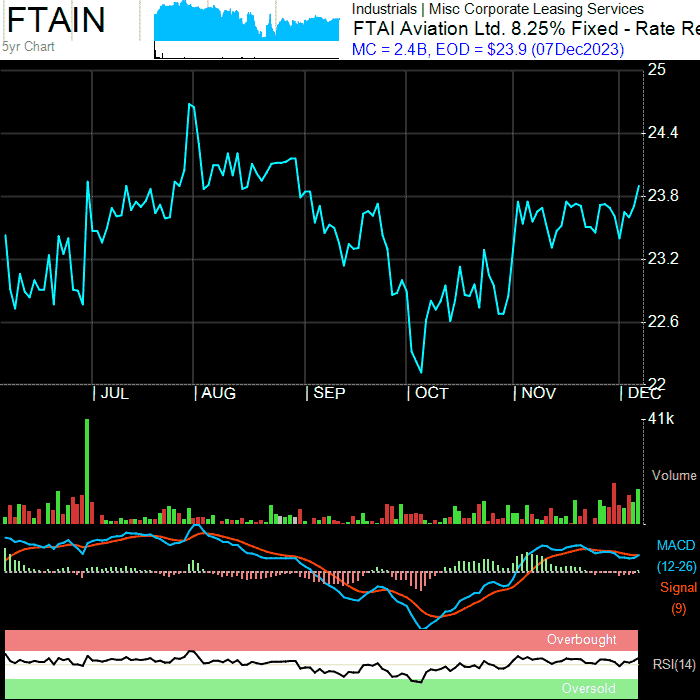 FTAIN
5yr Chart
Industrials | Misc Corporate Leasing Services
FTAI Aviation Ltd. 8.25% Fixed - Rate Re
MC = 2.4B, EOD = $23.9 (07Dec2023)
25
24.4
23.8
23.2
22.6
22
| JUL | AUG | SEP | OCT | NOV | DEC
41k
Volume
MACD
(12-26)
Signal
(9)
Overbought
RSI(14)
Oversold